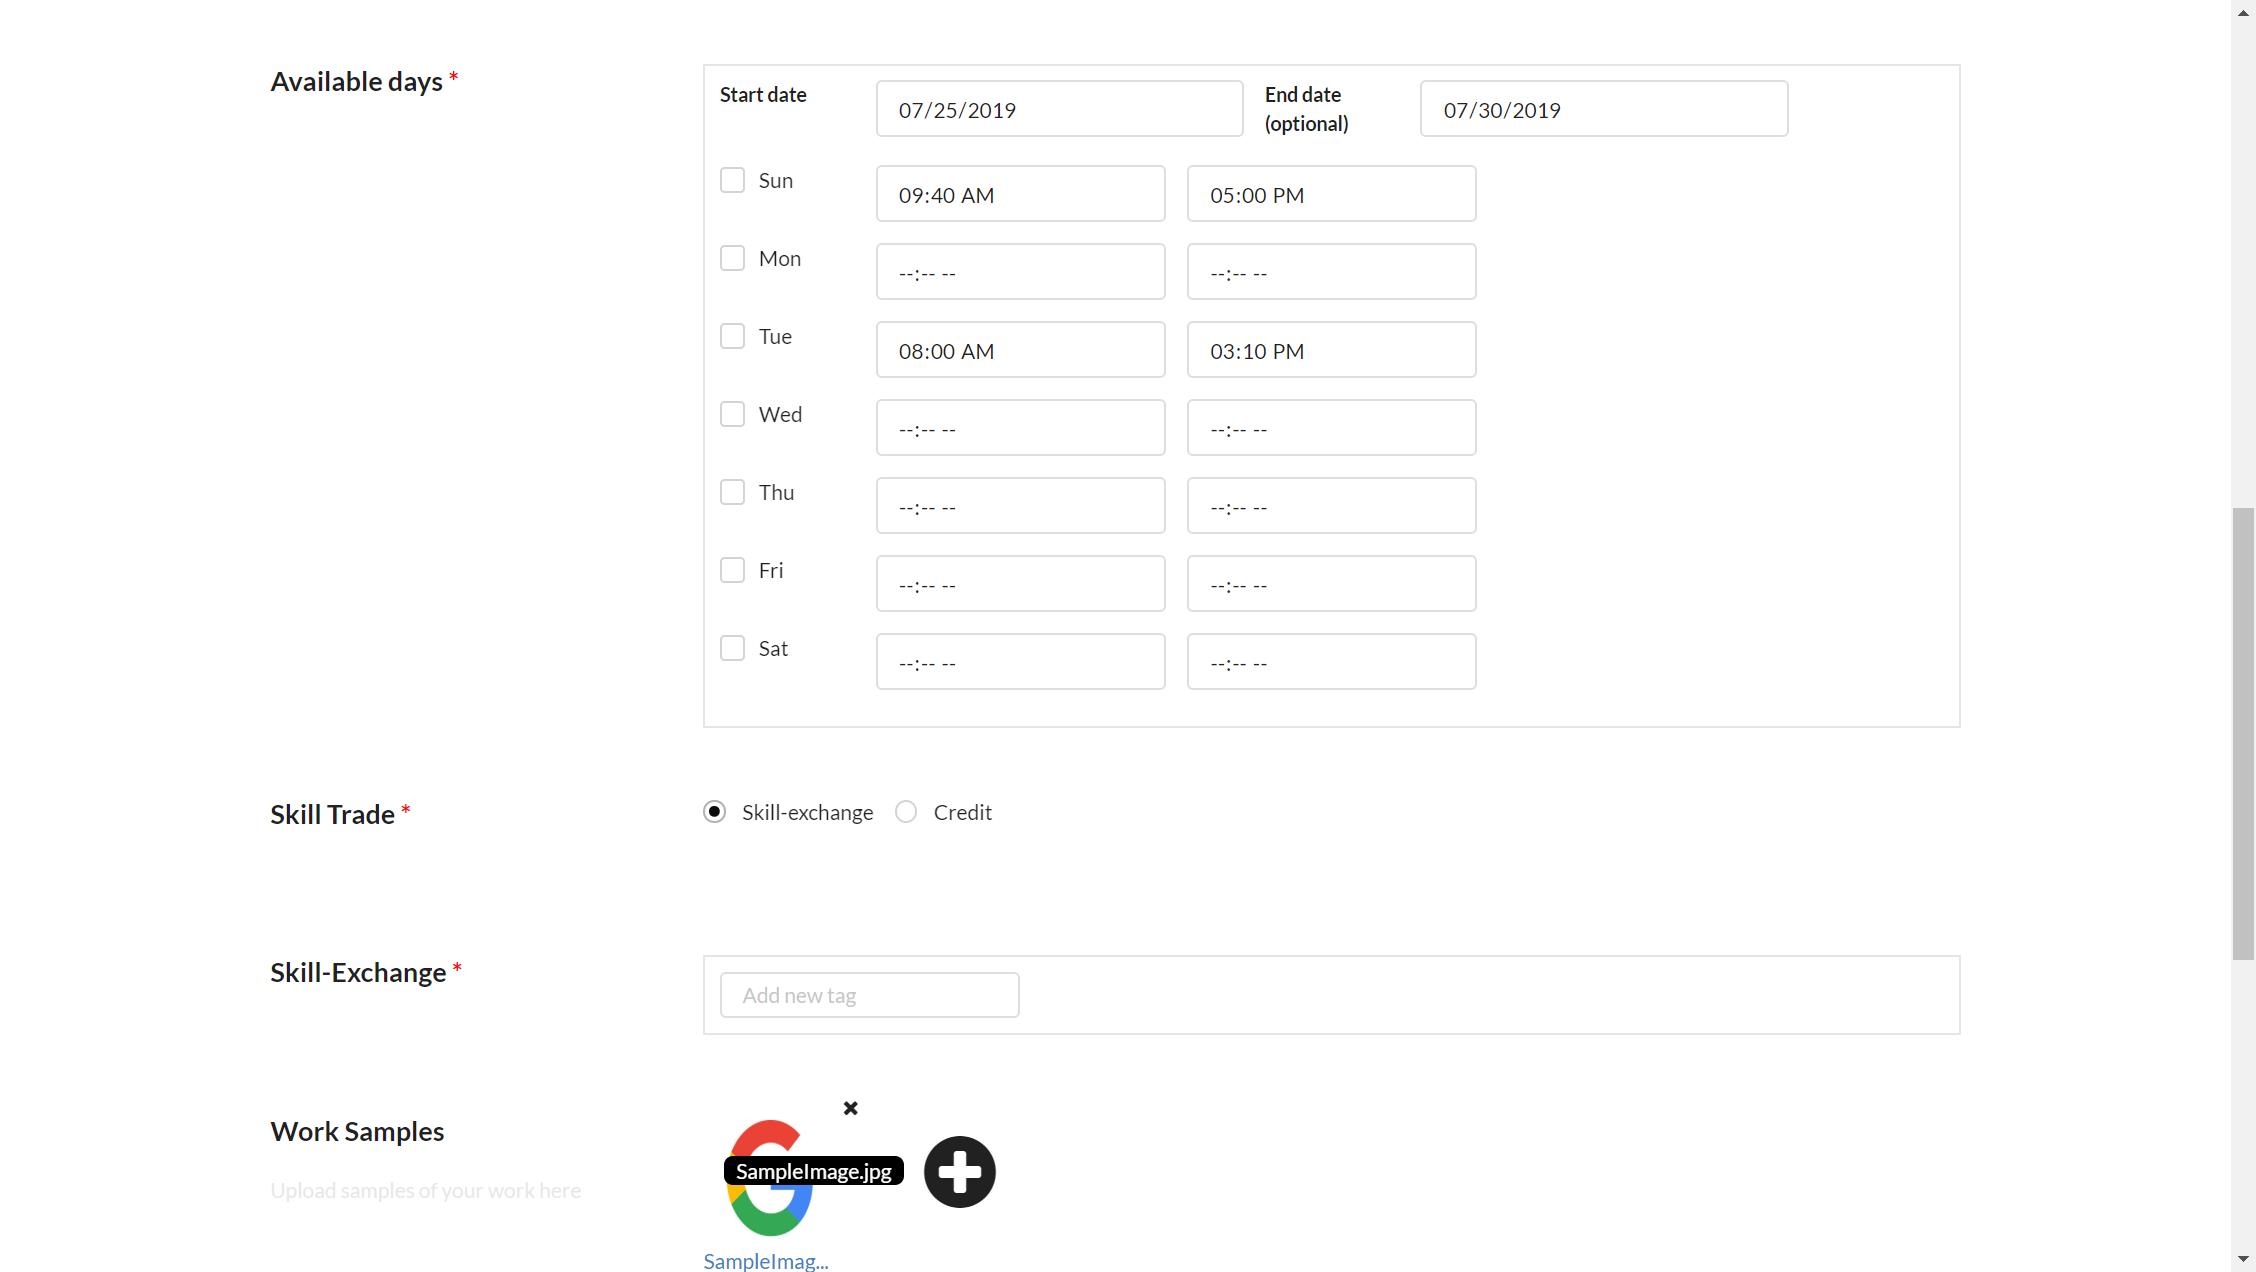 Available days *
Start date 07/25/2019 End date (optional) 07/30/2019
Sun 09:40 AM 05:00 PM
Mon --:-- -- --:-- --
Tue 08:00 AM 03:10 PM
Wed --:-- -- --:-- --
Thu --:-- -- --:-- --
Fri --:-- -- --:-- --
Sat --:-- -- --:-- --
Skill Trade * Skill-exchange Credit
Skill-Exchange * Add new tag
Work Samples
SampleImage.jpg
Upload samples of your work here
SampleImag...